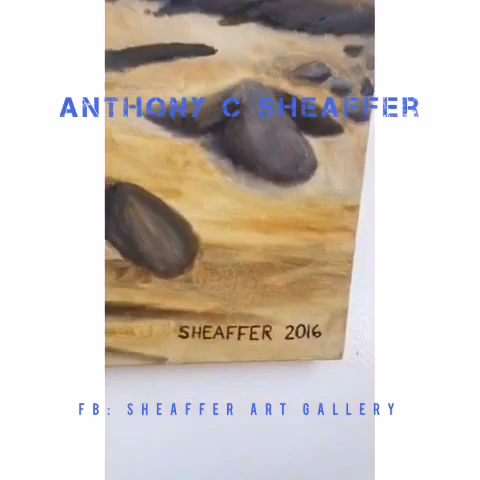 ANTHONY C SHEAFFER
SHEAFFER 2016
FB: SHEAFFER ART GALLERY